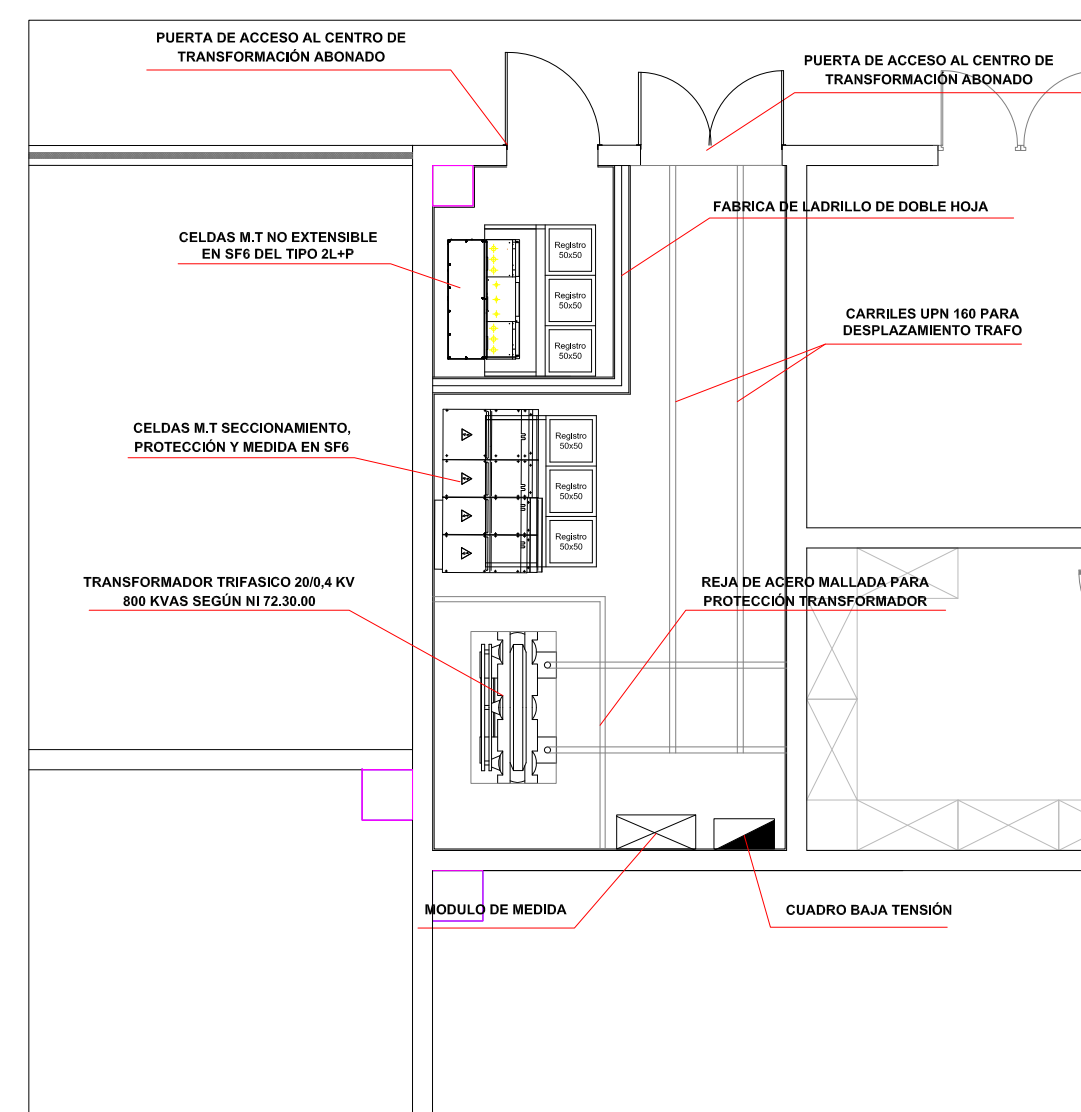 PUERTA DE ACCESO AL CENTRO DE
TRANSFORMACIÓN ABONADO
PUERTA DE ACCESO AL CENTRO DE
TRANSFORMACIÓN ABONADO
FABRICA DE LADRILLO DE DOBLE HOJA
CELDAS M.T NO EXTENSIBLE
EN SF6 DEL TIPO 2L+P
Registro
50x50
Registro
50x50
Registro
50x50
CARRILES UPN 160 PARA
DESPLAZAMIENTO TRAFO
CELDAS M.T SECCIONAMIENTO,
PROTECCIÓN Y MEDIDA EN SF6
Registro
50x50
Registro
50x50
Registro
50x50
TRANSFORMADOR TRIFASICO 20/0,4 KV
800 KVAS SEGÚN NI 72.30.00
REJA DE ACERO MALLADA PARA
PROTECCIÓN TRANSFORMADOR
MODULO DE MEDIDA
CUADRO BAJA TENSIÓN